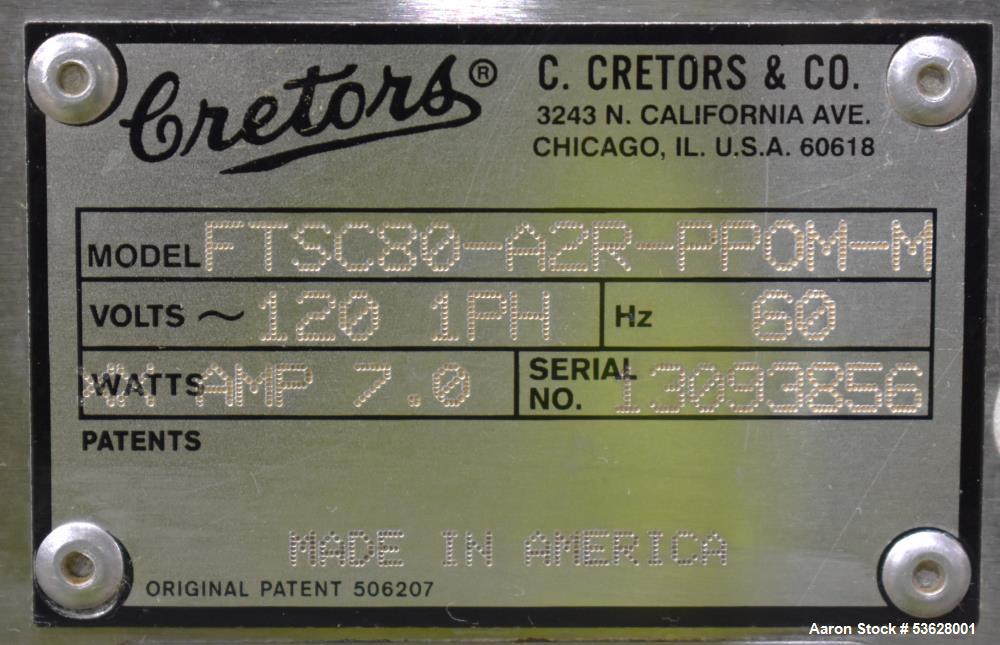 Cretors®
C. CRETORS & CO.
3243 N. CALIFORNIA AVE.
CHICAGO, IL. U.S.A. 60618
MODEL FTSC80-A2R-PPOM-M
VOLTS ~ 120 1PH Hz 60
WATTS AMP 7.0 SERIAL NO. 13093856
PATENTS
MADE IN AMERICA
ORIGINAL PATENT 506207
Aaron Stock # 53628001